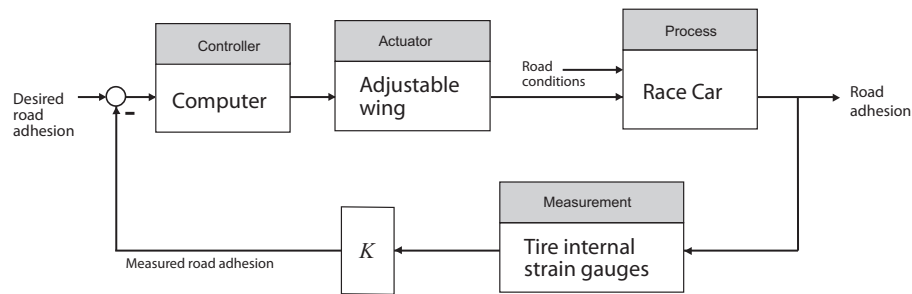 Controller
Actuator
Process
Desired
road
adhesion
-
Computer
Adjustable
wing
Road
conditions
Race Car
Road
adhesion
Measurement
Tire internal
strain gauges
K
Measured road adhesion